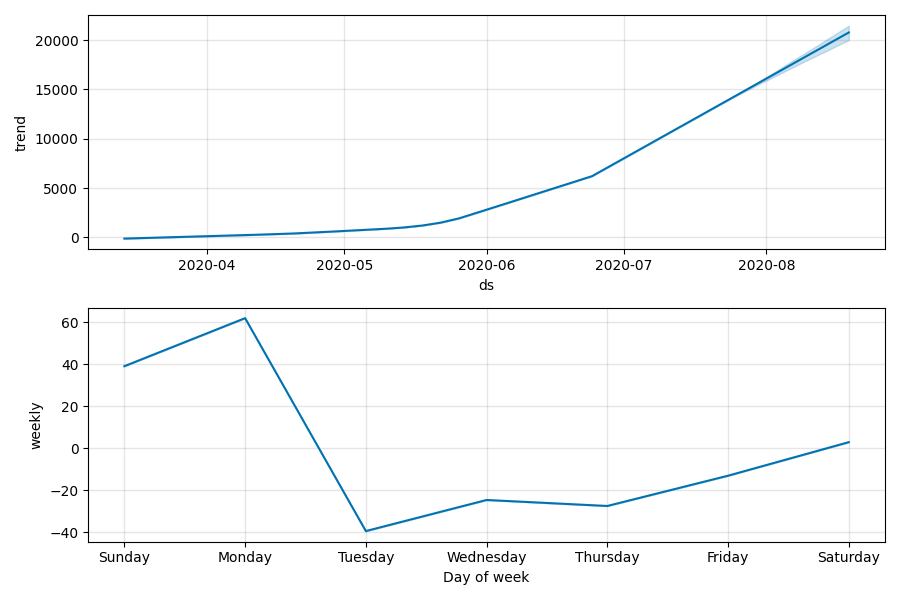 20000
15000
10000
5000
0
trend
2020-04 2020-05 2020-06 2020-07 2020-08
ds
60
40
20
0
−20
−40
weekly
Sunday Monday Tuesday Wednesday Thursday Friday Saturday
Day of week